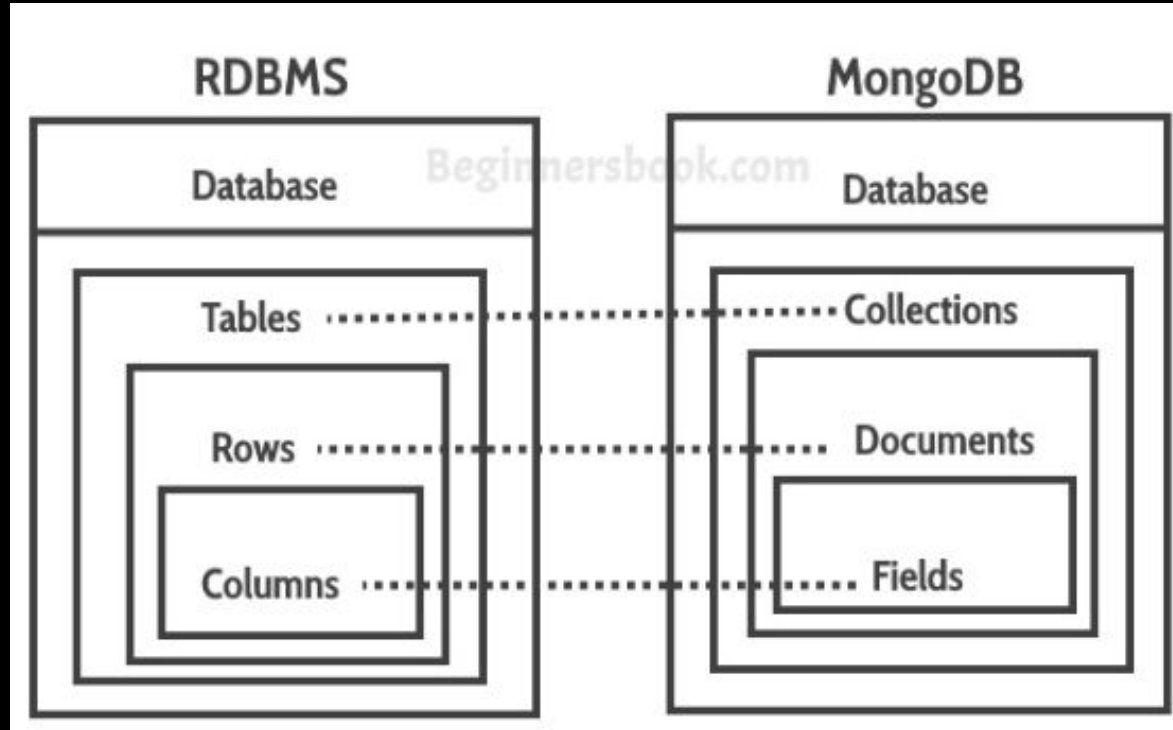 RDBMS
MongoDB
Beginnersbook.com
Database
Database
Tables
Collections
Rows
Documents
Columns
Fields